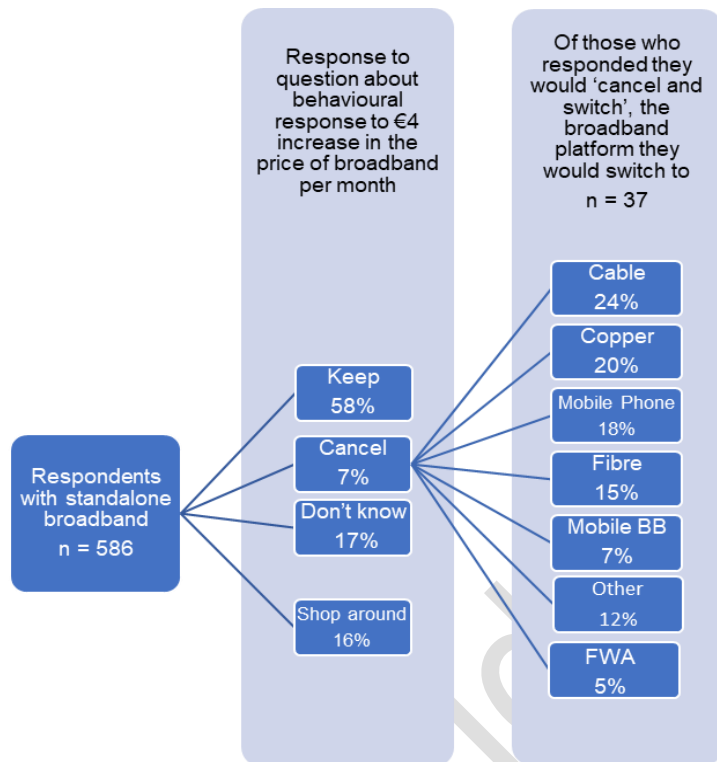 Response to
question about
behavioural
response to €4
increase in the
price of broadband
per month
Of those who
responded they
would ‘cancel and
switch’, the
broadband
platform they
would switch to
n = 37
Respondents
with standalone
broadband
n = 586
Keep
58%
Cancel
7%
Don’t know
17%
Shop around
16%
Cable
24%
Copper
20%
Mobile Phone
18%
Fibre
15%
Mobile BB
7%
Other
12%
FWA
5%